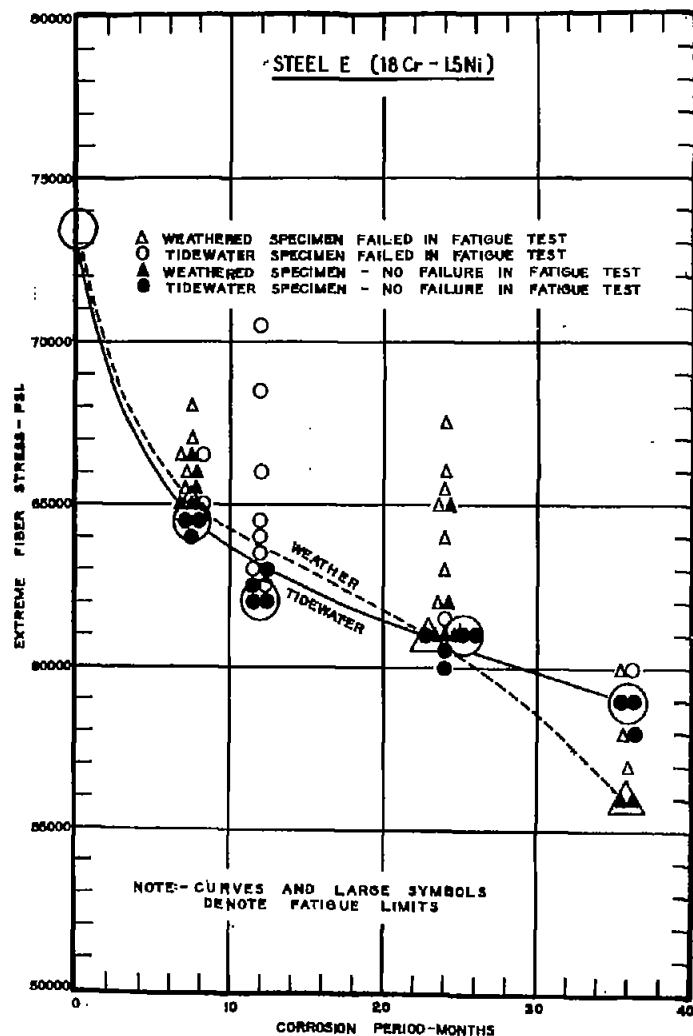 80000
STEEL E (18 Cr - 1.5Ni)
75000
△ WEATHERED SPECIMEN FAILED IN FATIGUE TEST
○ TIDEWATER SPECIMEN FAILED IN FATIGUE TEST
▲ WEATHERED SPECIMEN - NO FAILURE IN FATIGUE TEST
● TIDEWATER SPECIMEN - NO FAILURE IN FATIGUE TEST
70000
EXTREME FIBER STRESS - PSI.
65000
WEATHER
TIDEWATER
60000
55000
NOTE:- CURVES AND LARGE SYMBOLS
DENOTE FATIGUE LIMITS
50000
0 10 20 30 40
CORROSION PERIOD-MONTHS